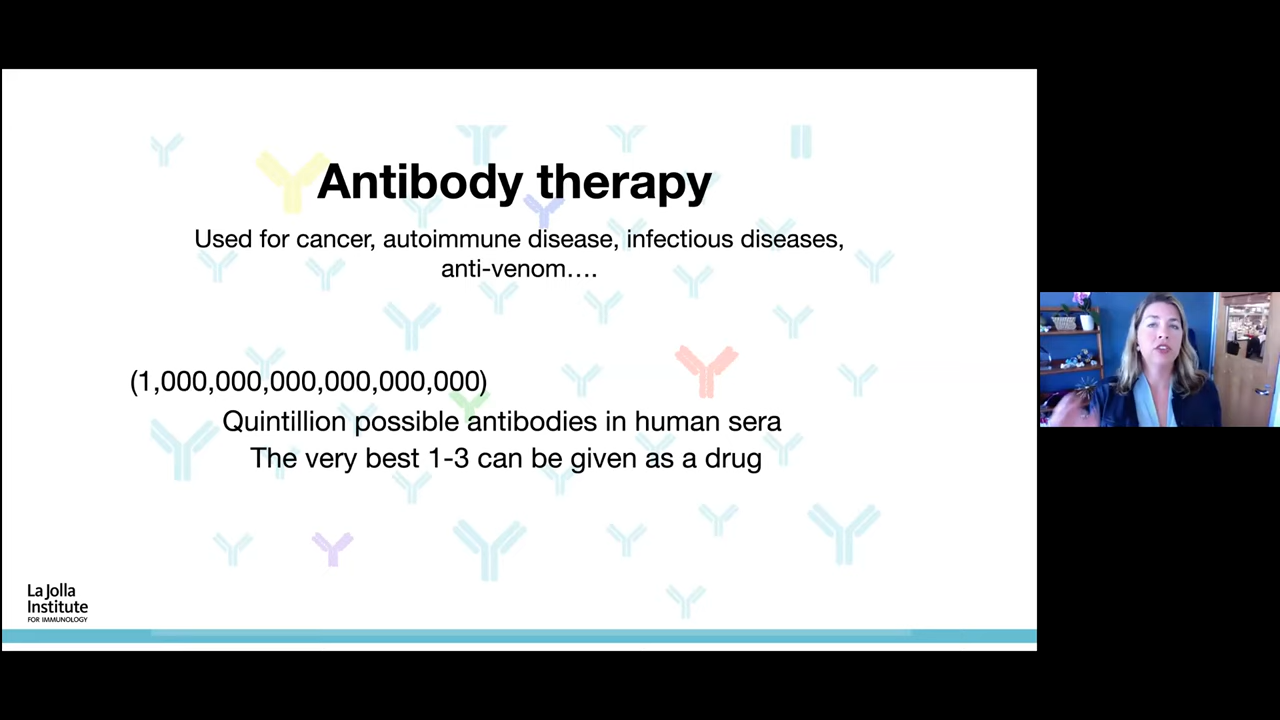 Antibody therapy
Used for cancer, autoimmune disease, infectious diseases,
anti-venom….
(1,000,000,000,000,000,000)
Quintillion possible antibodies in human sera
The very best 1-3 can be given as a drug
La Jolla
Institute
FOR IMMUNOLOGY